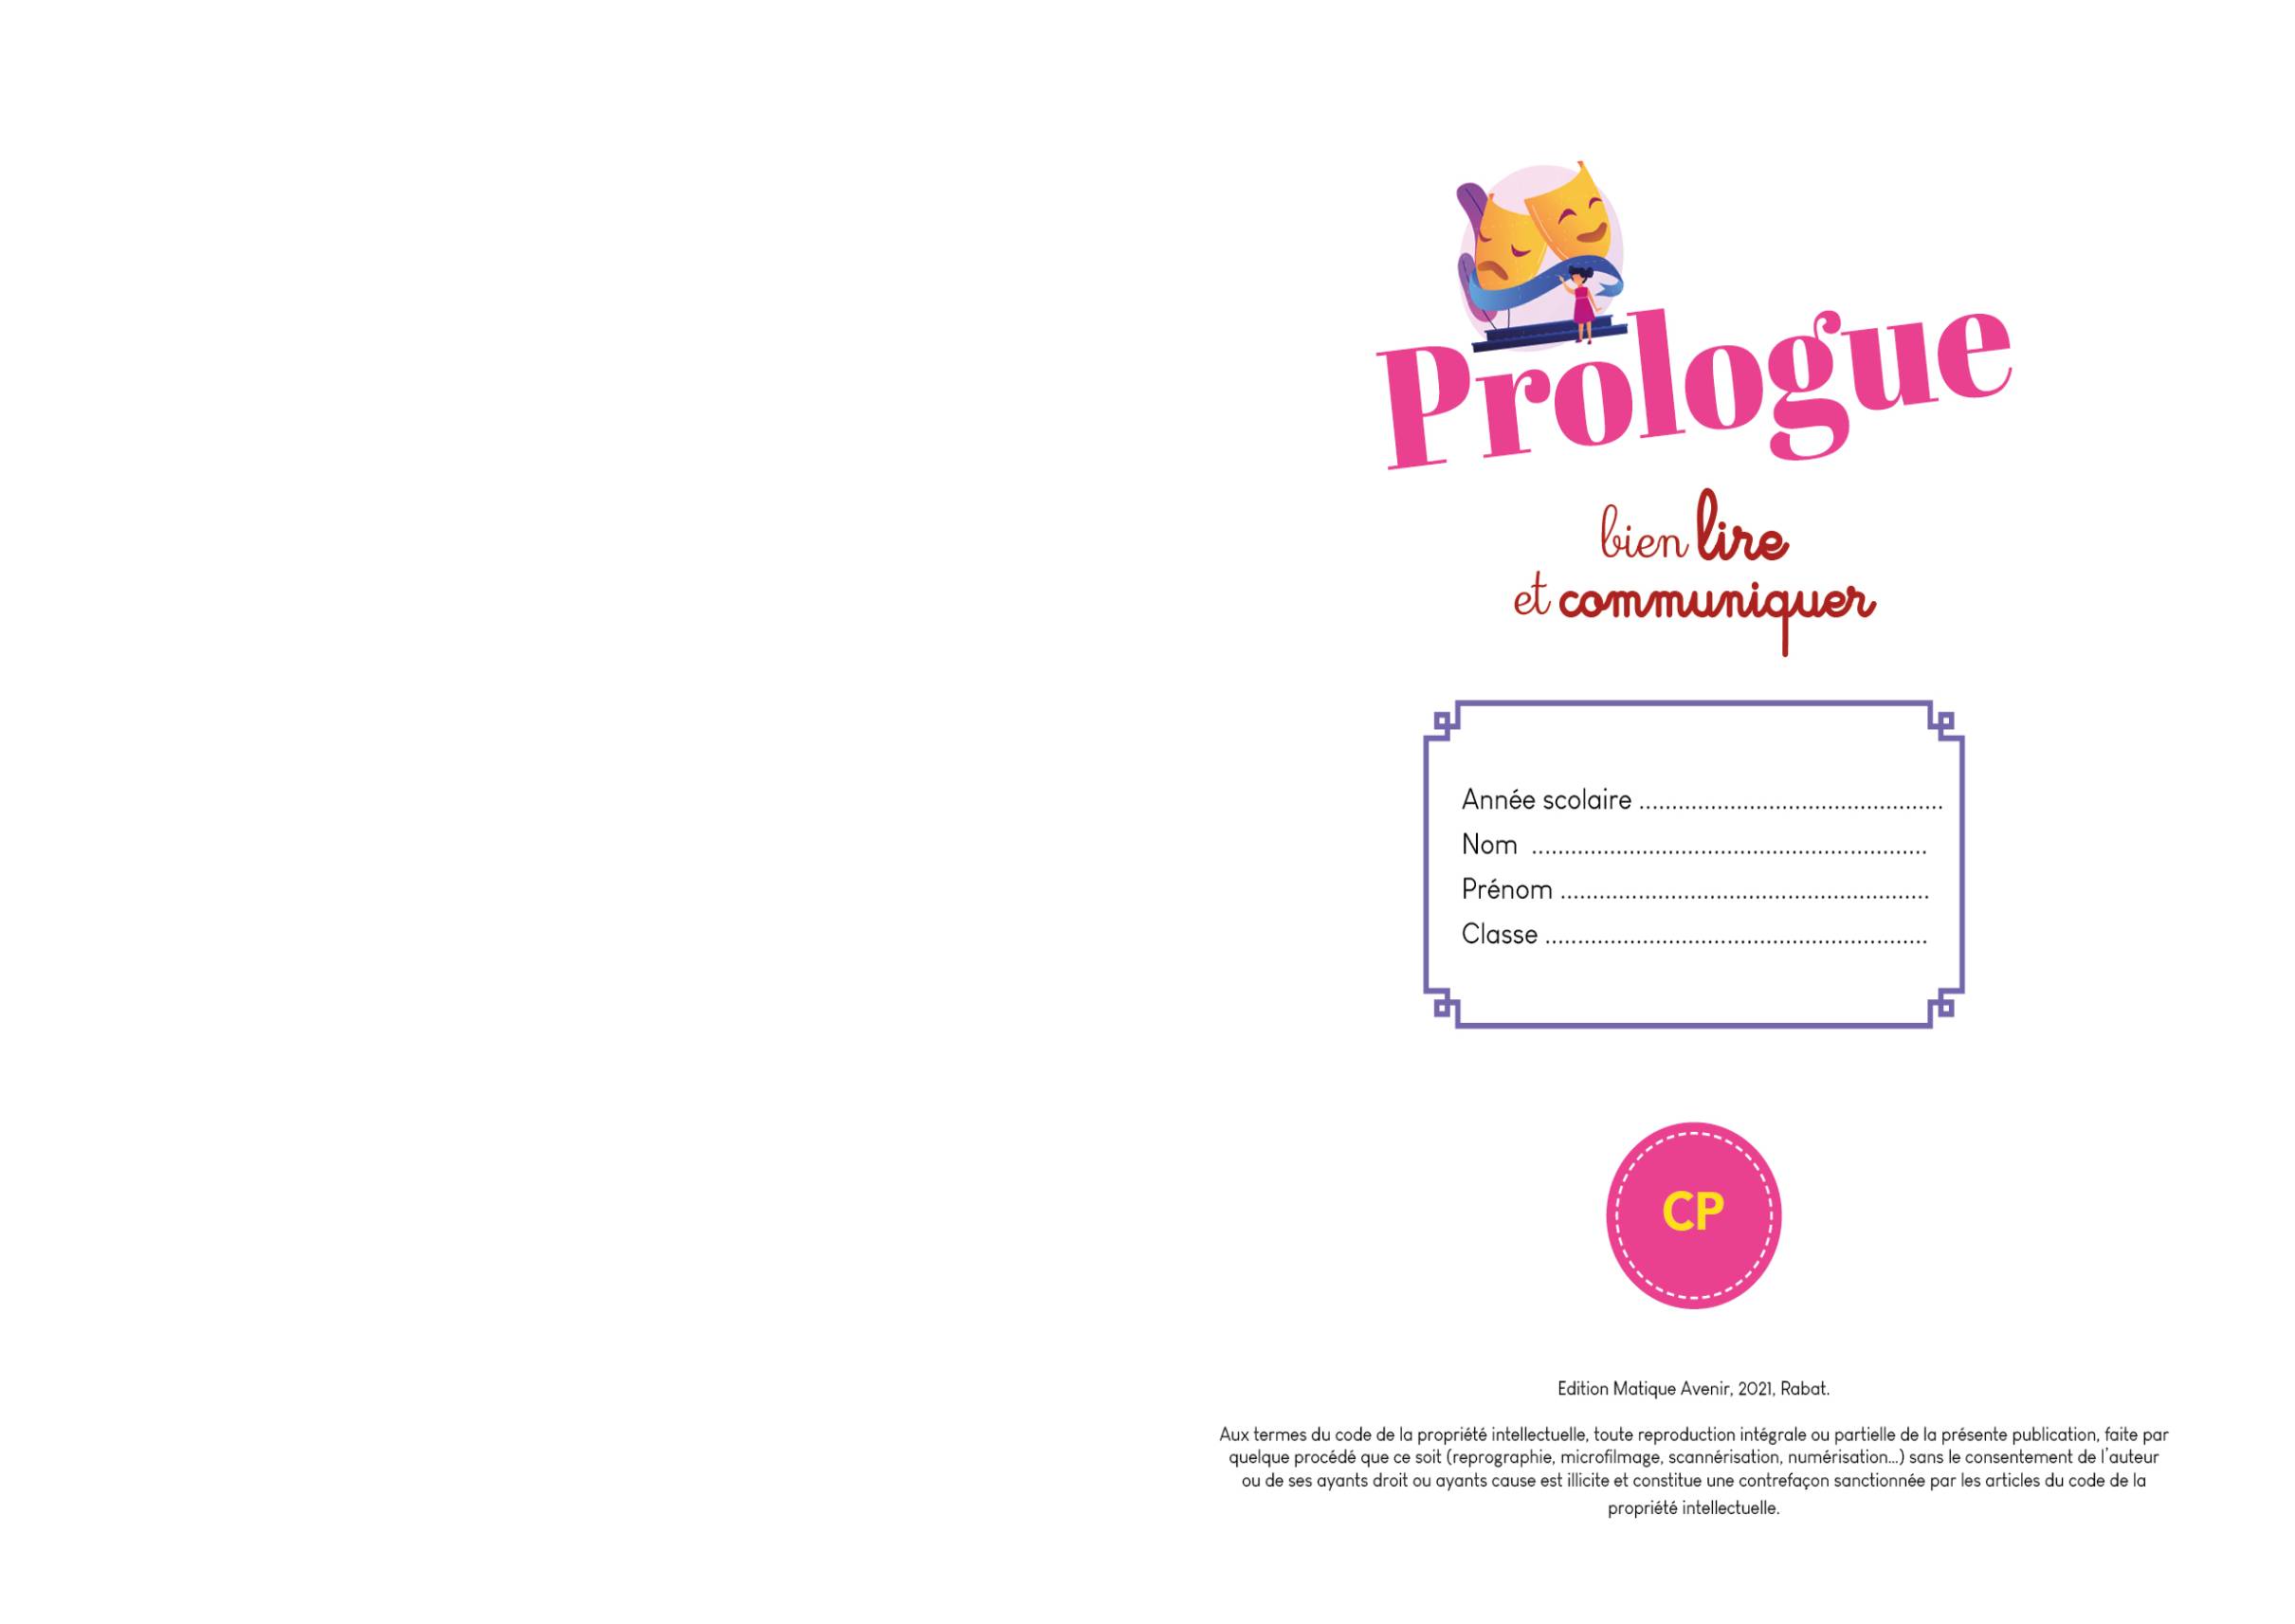 Prologue
bien lire
et communiquer
Année scolaire ...............................................
Nom .............................................................
Prénom .........................................................
Classe ...........................................................
CP
Edition Matique Avenir, 2021, Rabat.
Aux termes du code de la propriété intellectuelle, toute reproduction intégrale ou partielle de la présente publication, faite par
quelque procédé que ce soit (reprographie, microfilmage, scannérisation, numérisation...) sans le consentement de l'auteur
ou de ses ayants droit ou ayants cause est illicite et constitue une contrefaçon sanctionnée par les articles du code de la
propriété intellectuelle.